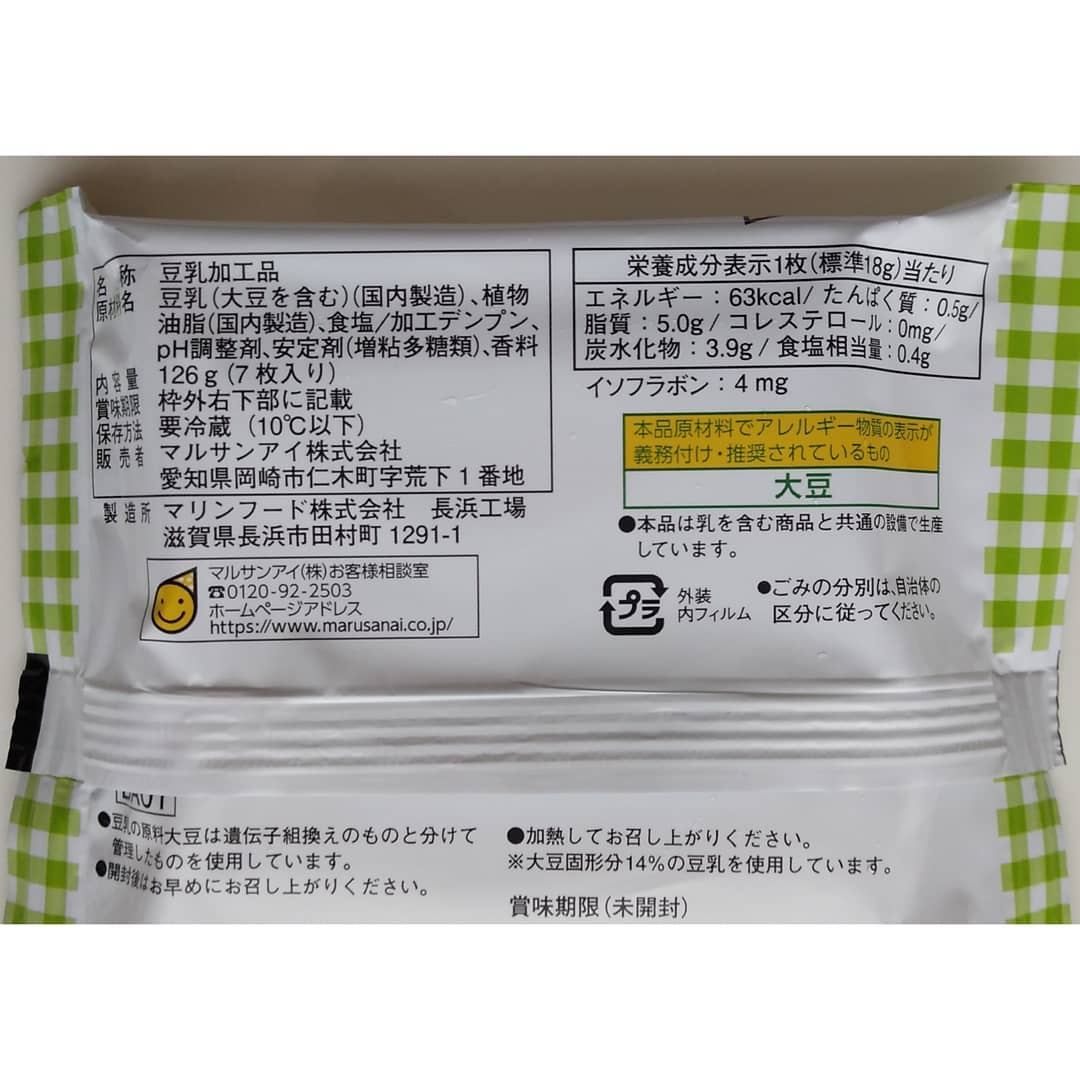 名称 豆乳加工品
原材料名 豆乳(大豆を含む)(国内製造)、植物
油脂(国内製造)、食塩/加工デンプン、
pH調整剤、安定剤(増粘多糖類)、香料
内容量 126g(7枚入り)
賞味期限 枠外右下部に記載
保存方法 要冷蔵(10℃以下)
販売者 マルサンアイ株式会社
愛知県岡崎市仁木町字荒下1番地
製造所 マリンフード株式会社 長浜工場
滋賀県長浜市田村町1291-1
マルサンアイ(株)お客様相談室
☎0120-92-2503
ホームページアドレス
https://www.marusanai.co.jp/
栄養成分表示1枚(標準18g)当たり
エネルギー:63kcal/たんぱく質:0.5g/
脂質:5.0g/コレステロール:0mg/
炭水化物:3.9g/食塩相当量:0.4g
イソフラボン:4mg
本品原材料でアレルギー物質の表示が
義務付け・推奨されているもの
大豆
●本品は乳を含む商品と共通の設備で生産
しています。
プラ
外装
内フィルム
●ごみの分別は、自治体の
区分に従ってください。
●豆乳の原料大豆は遺伝子組換えのものと分けて
管理したものを使用しています。
●開封後はお早めにお召し上がりください。
●加熱してお召し上がりください。
※大豆固形分14%の豆乳を使用しています。
賞味期限(未開封)